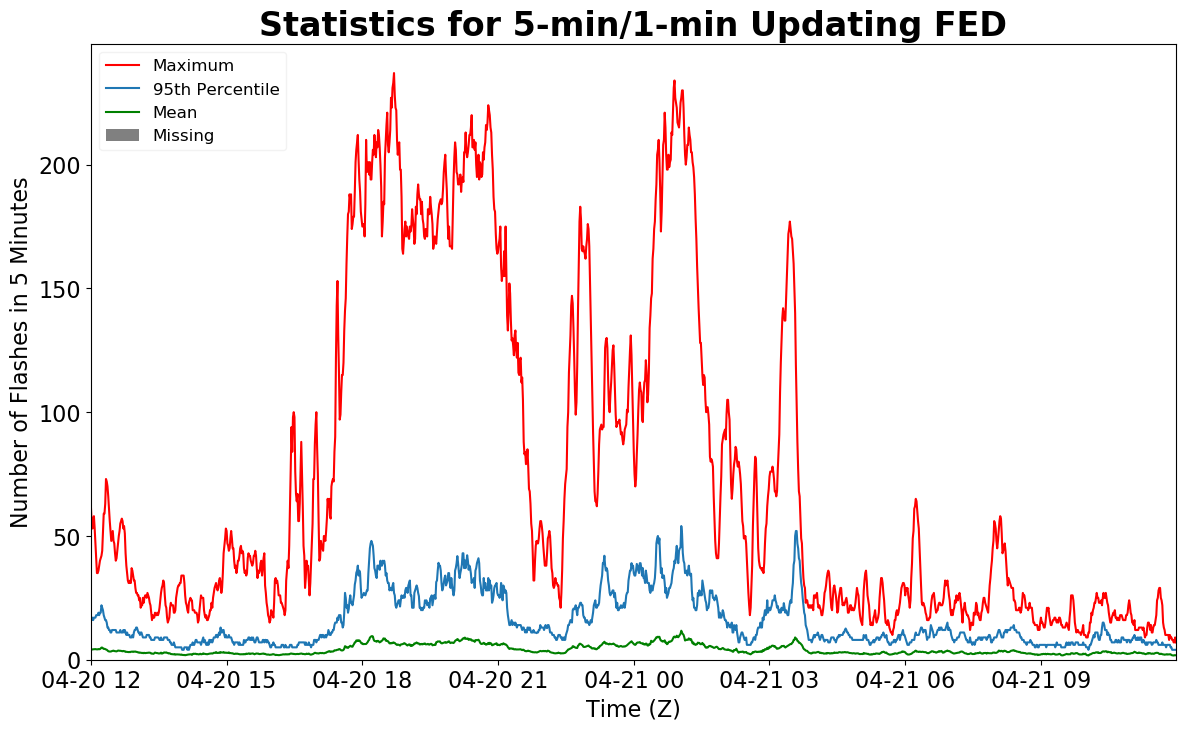 Statistics for 5-min/1-min Updating FED
Maximum
95th Percentile
Mean
Missing
Number of Flashes in 5 Minutes
200
150
100
50
0
04-20 12 04-20 15 04-20 18 04-20 21 04-21 00 04-21 03 04-21 06 04-21 09
Time (Z)